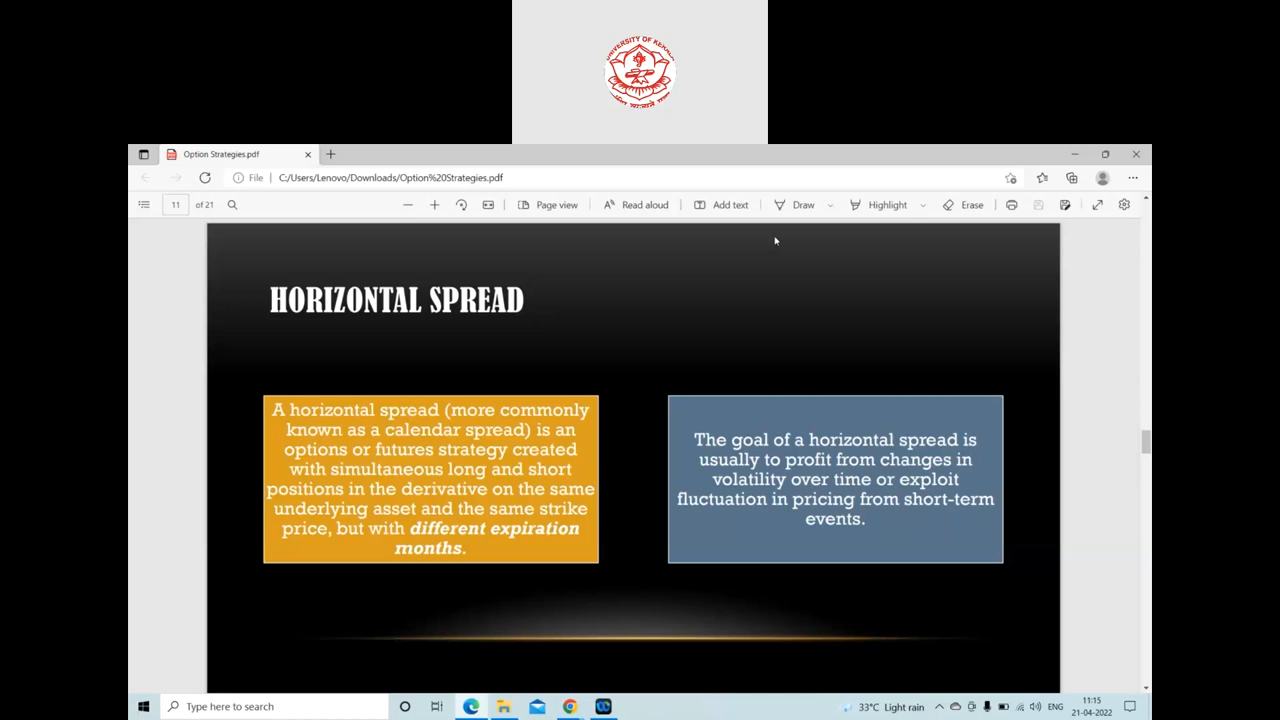 UNIVERSITY OF KERALA
Option Strategies.pdf
File C:/Users/Lenovo/Downloads/Option%20Strategies.pdf
11 of 21 Page view Read aloud Add text Draw Highlight Erase
HORIZONTAL SPREAD
A horizontal spread (more commonly
known as a calendar spread) is an
options or futures strategy created
with simultaneous long and short
positions in the derivative on the same
underlying asset and the same strike
price, but with different expiration
months.
The goal of a horizontal spread is
usually to profit from changes in
volatility over time or exploit
fluctuation in pricing from short-term
events.
Type here to search
33°C Light rain
ENG
11:15
21-04-2022